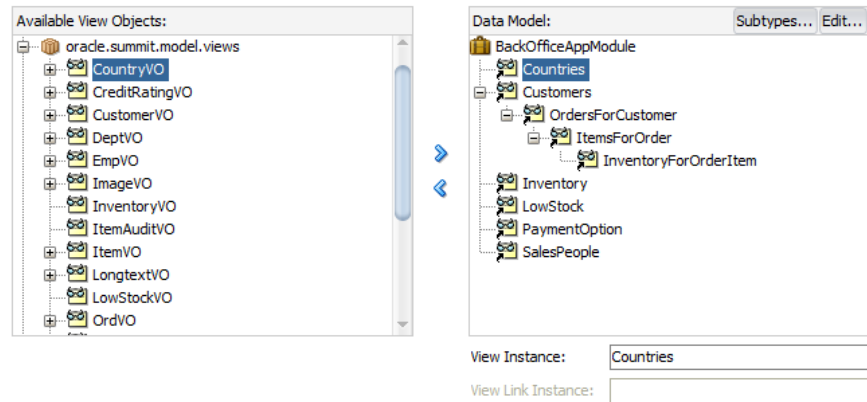 Available View Objects:
oracle.summit.model.views
CountryVO
CreditRatingVO
CustomerVO
DeptVO
EmpVO
ImageVO
InventoryVO
ItemAuditVO
ItemVO
LongtextVO
LowStockVO
OrdVO
Data Model:
Subtypes... Edit...
BackOfficeAppModule
Countries
Customers
OrdersForCustomer
ItemsForOrder
InventoryForOrderItem
Inventory
LowStock
PaymentOption
SalesPeople
View Instance: Countries
View Link Instance: